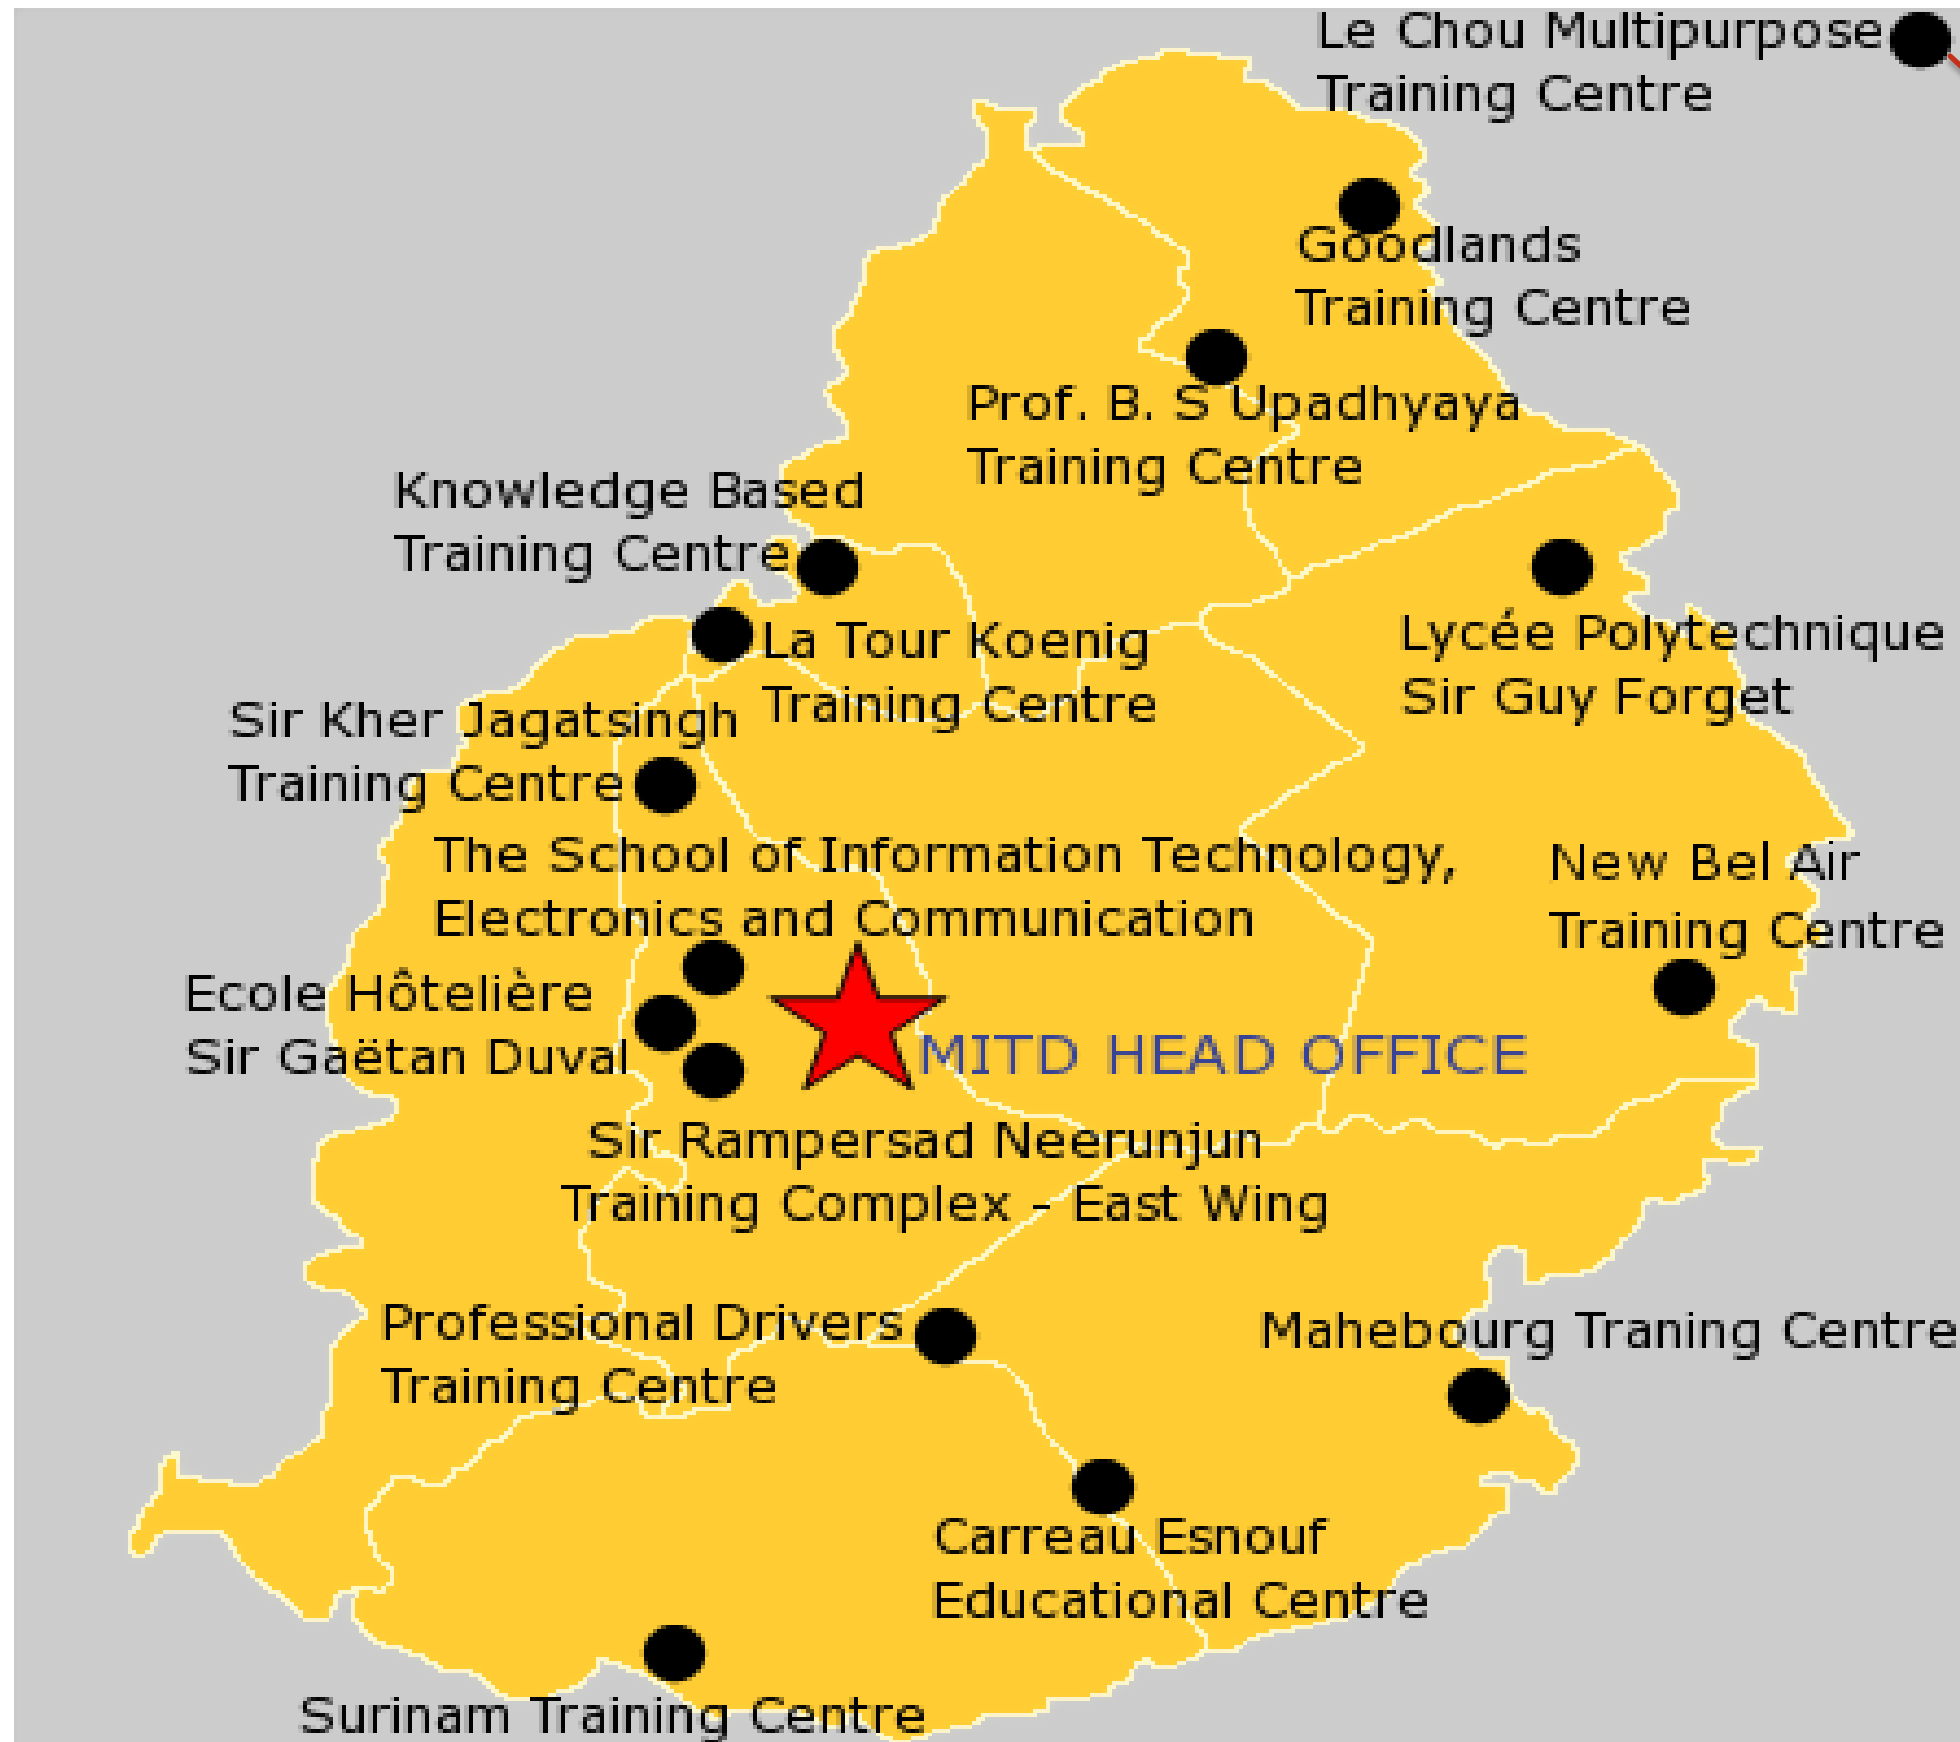 Le Chou Multipurpose
Training Centre
Goodlands
Training Centre
Prof. B. S Upadhyaya
Training Centre
Knowledge Based
Training Centre
La Tour Koenig
Training Centre
Lycée Polytechnique
Sir Guy Forget
Sir Kher Jagatsingh
Training Centre
The School of Information Technology,
Electronics and Communication
New Bel Air
Training Centre
Ecole Hôtelière
Sir Gaëtan Duval
MITD HEAD OFFICE
Sir Rampersad Neerunjun
Training Complex - East Wing
Professional Drivers
Training Centre
Mahebourg Traning Centre
Carreau Esnouf
Educational Centre
Surinam Training Centre